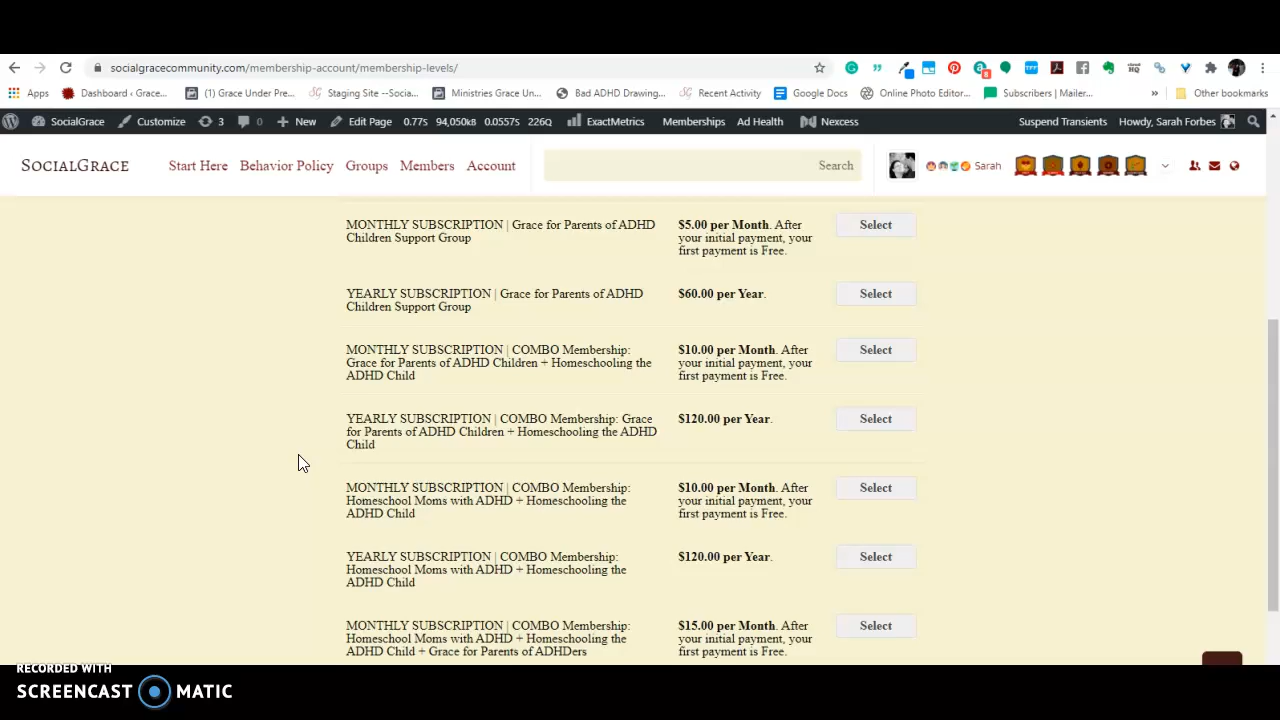 socialgracecommunity.com/membership-account/membership-levels/
Apps Dashboard ‹ Grace... (1) Grace Under Pre... Staging Site --Socia... Ministries Grace Un... Bad ADHD Drawing... Recent Activity Google Docs Online Photo Editor... Subscribers | Mailer... » Other bookmarks
SocialGrace Customize 3 0 New Edit Page 0.77s 94,050kB 0.0557s 226Q ExactMetrics Memberships Ad Health Nexcess Suspend Transients Howdy, Sarah Forbes
SocialGrace Start Here Behavior Policy Groups Members Account Search Sarah
MONTHLY SUBSCRIPTION | Grace for Parents of ADHD
Children Support Group
$5.00 per Month. After
your initial payment, your
first payment is Free.
Select
YEARLY SUBSCRIPTION | Grace for Parents of ADHD
Children Support Group
$60.00 per Year.
Select
MONTHLY SUBSCRIPTION | COMBO Membership:
Grace for Parents of ADHD Children + Homeschooling the
ADHD Child
$10.00 per Month. After
your initial payment, your
first payment is Free.
Select
YEARLY SUBSCRIPTION | COMBO Membership: Grace
for Parents of ADHD Children + Homeschooling the ADHD
Child
$120.00 per Year.
Select
MONTHLY SUBSCRIPTION | COMBO Membership:
Homeschool Moms with ADHD + Homeschooling the
ADHD Child
$10.00 per Month. After
your initial payment, your
first payment is Free.
Select
YEARLY SUBSCRIPTION | COMBO Membership:
Homeschool Moms with ADHD + Homeschooling the
ADHD Child
$120.00 per Year.
Select
MONTHLY SUBSCRIPTION | COMBO Membership:
Homeschool Moms with ADHD + Homeschooling the
ADHD Child + Grace for Parents of ADHDers
$15.00 per Month. After
your initial payment, your
first payment is Free.
Select
RECORDED WITH
SCREENCAST MATIC